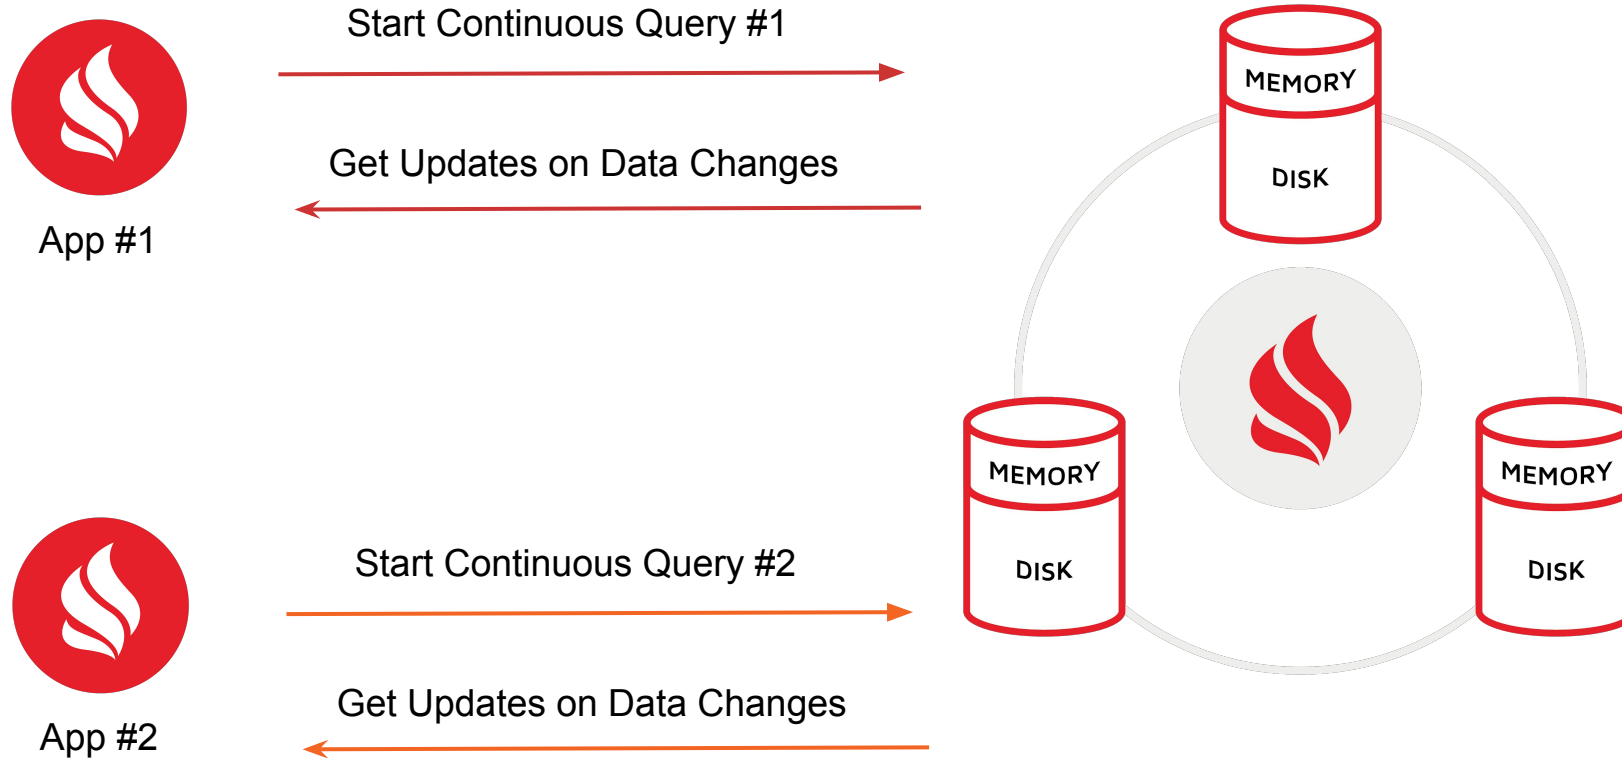 Start Continuous Query #1
Get Updates on Data Changes
App #1
MEMORY
DISK
MEMORY
DISK
MEMORY
DISK
Start Continuous Query #2
Get Updates on Data Changes
App #2